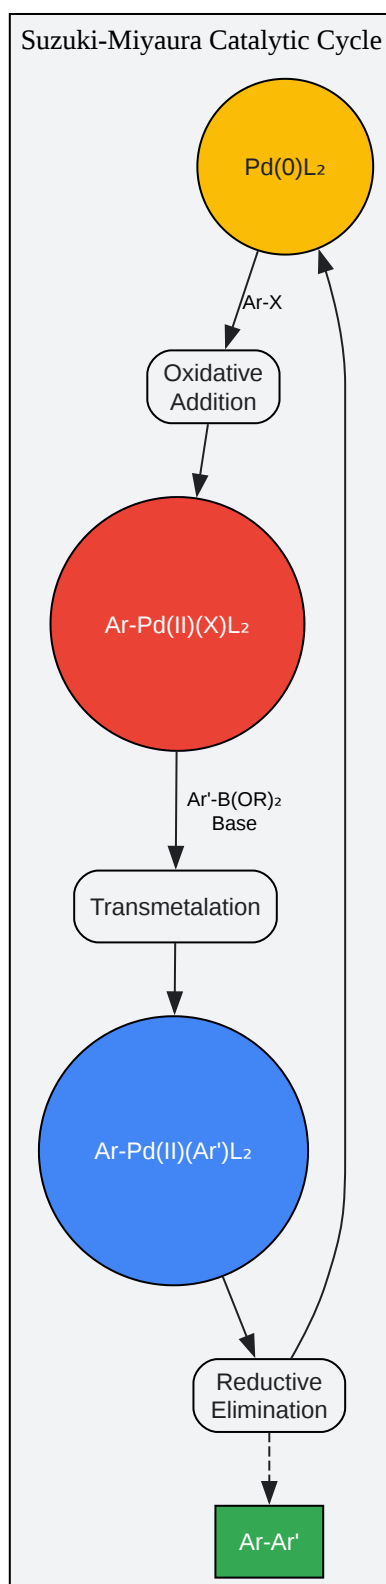 Suzuki-Miyaura Catalytic Cycle
Pd(0)L₂
Ar-X
Oxidative
Addition
Ar-Pd(II)(X)L₂
Ar'-B(OR)₂
Base
Transmetalation
Ar-Pd(II)(Ar')L₂
Reductive
Elimination
Ar-Ar'